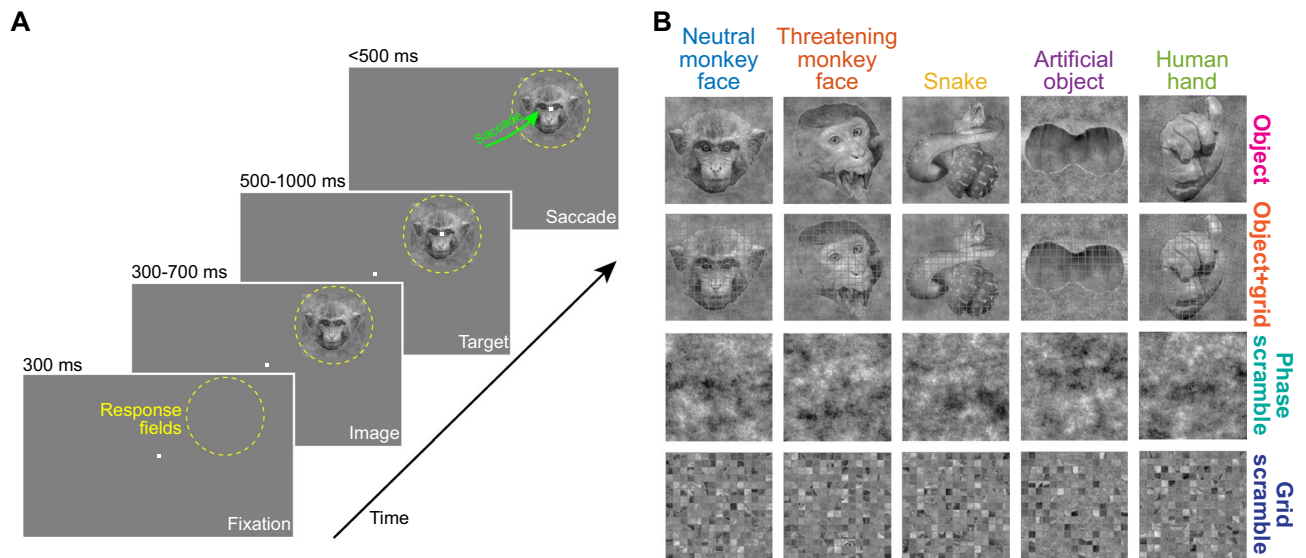 A
<500 ms
Saccade
Saccade
500-1000 ms
Target
300-700 ms
Image
300 ms
Response
fields
Fixation
Time
B
Neutral
monkey
face
Threatening
monkey
face
Snake
Artificial
object
Human
hand
Object
Object+grid
Phase
scramble
Grid
scramble